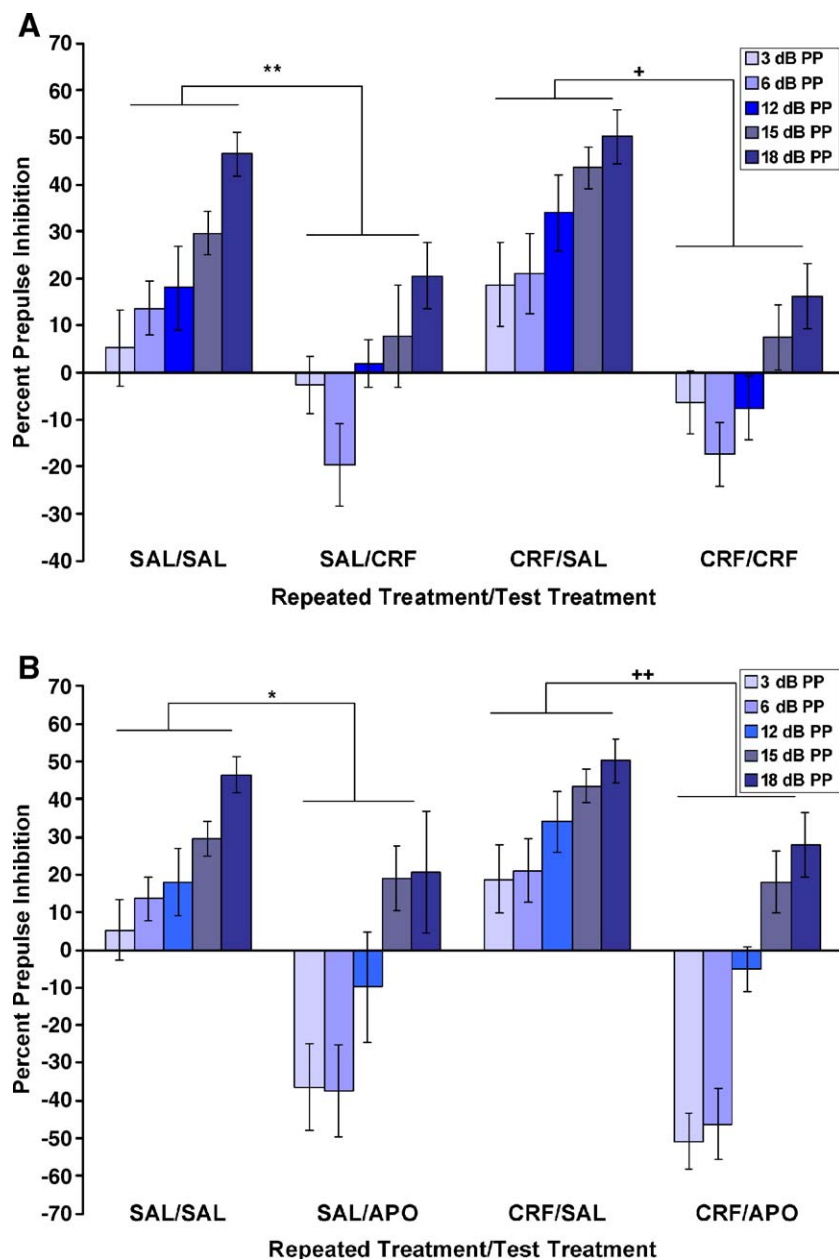 A
70
60
50
40
30
20
10
0
-10
-20
-30
-40
Percent Prepulse Inhibition
**
+
3 dB PP
6 dB PP
12 dB PP
15 dB PP
18 dB PP
SAL/SAL SAL/CRF CRF/SAL CRF/CRF
Repeated Treatment/Test Treatment
B
70
60
50
40
30
20
10
0
-10
-20
-30
-40
-50
-60
-70
Percent Prepulse Inhibition
*
++
3 dB PP
6 dB PP
12 dB PP
15 dB PP
18 dB PP
SAL/SAL SAL/APO CRF/SAL CRF/APO
Repeated Treatment/Test Treatment